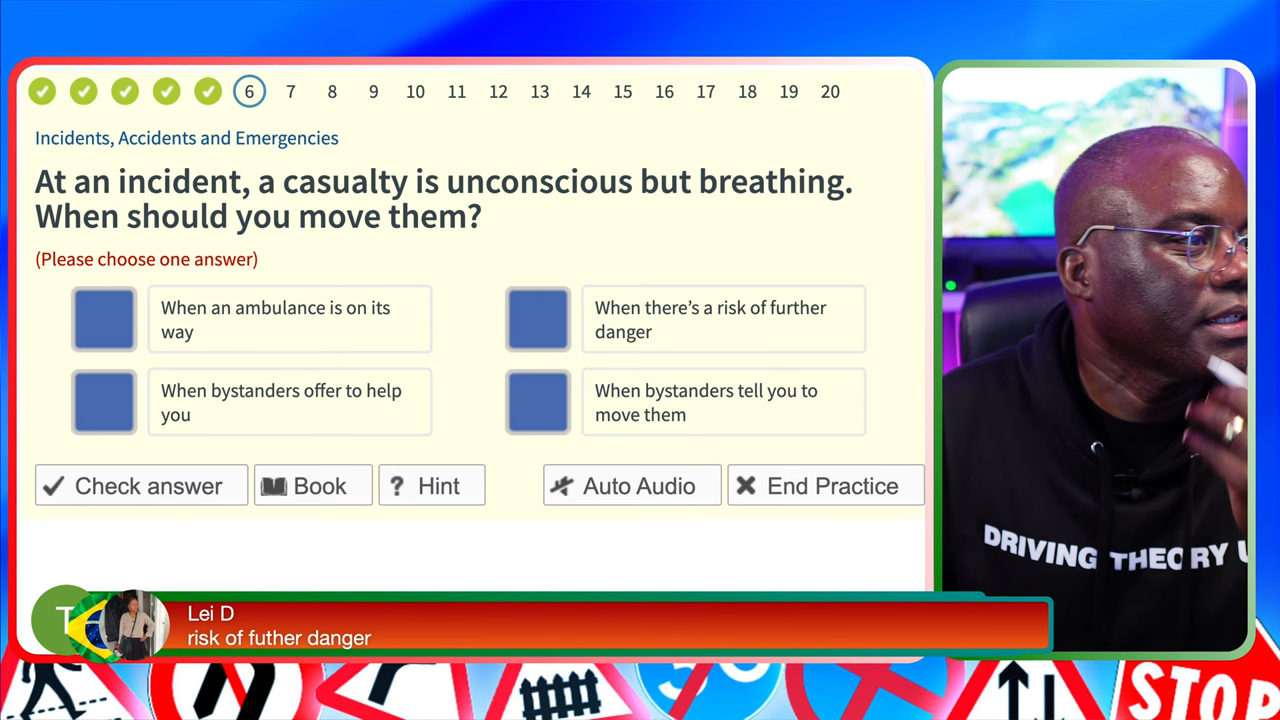 6 7 8 9 10 11 12 13 14 15 16 17 18 19 20
Incidents, Accidents and Emergencies
At an incident, a casualty is unconscious but breathing.
When should you move them?
(Please choose one answer)
When an ambulance is on its
way
When there's a risk of further
danger
When bystanders offer to help
you
When bystanders tell you to
move them
Check answer
Book
? Hint
Auto Audio
End Practice
DRIVING THEORY U
T
Lei D
risk of futher danger
30
STOP